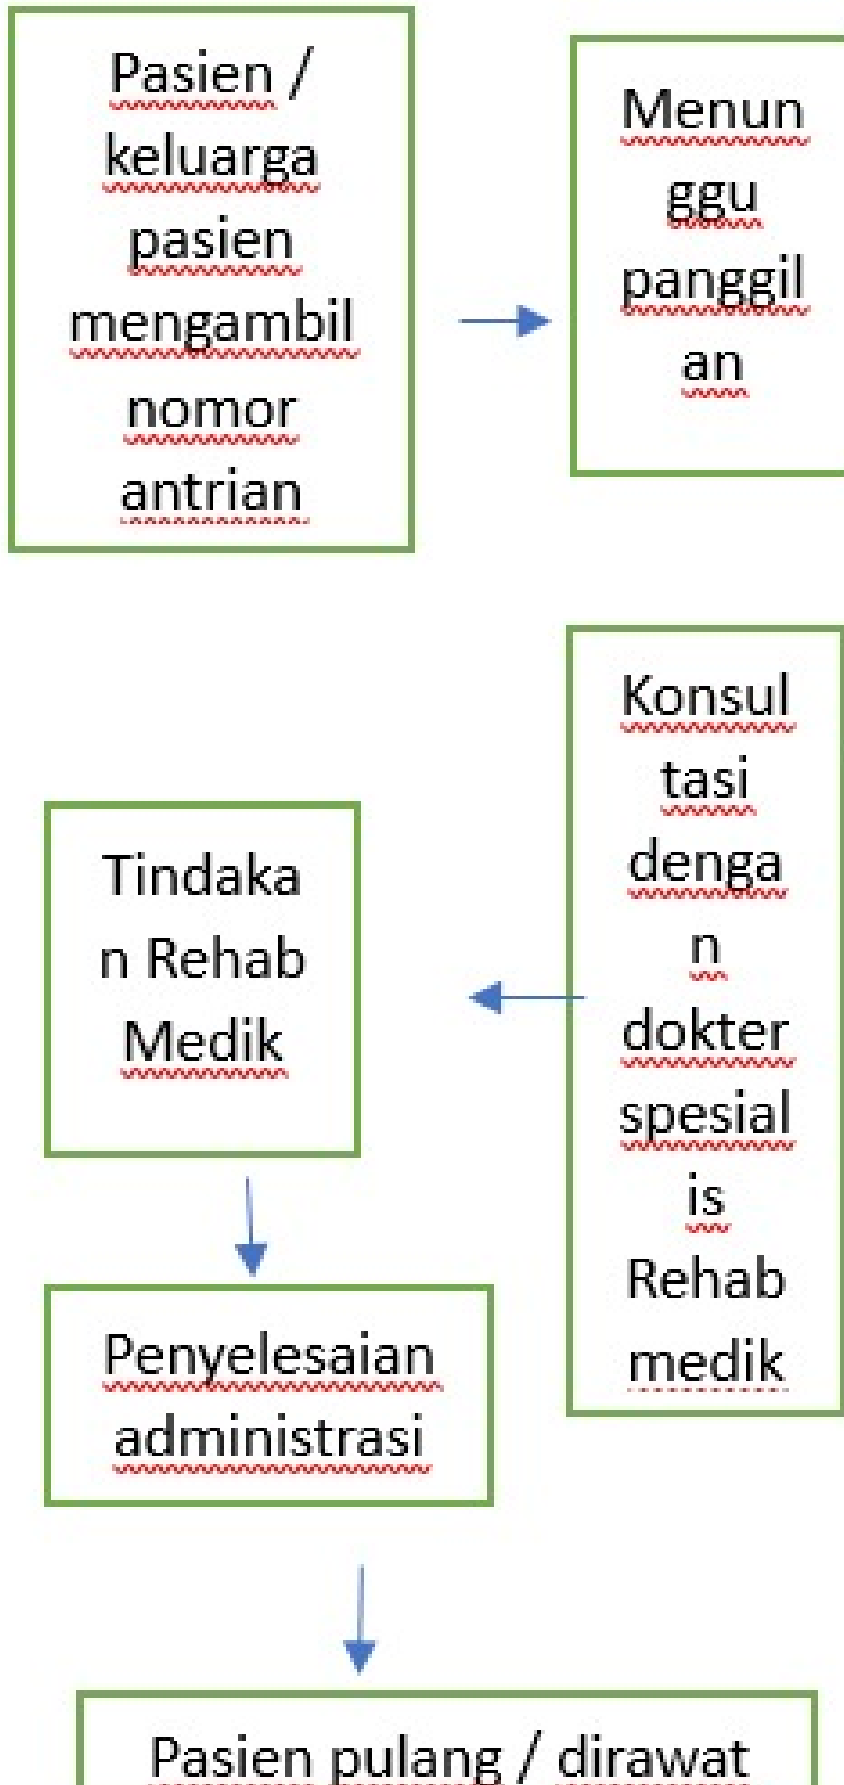 Pasien /
keluarga
pasien
mengambil
nomor
antrian
Menun
ggu
panggil
an
Konsul
tasi
denga
n
dokter
spesial
is
Rehab
medik
Tindaka
n Rehab
Medik
Penyelesaian
administrasi
Pasien pulang / dirawat